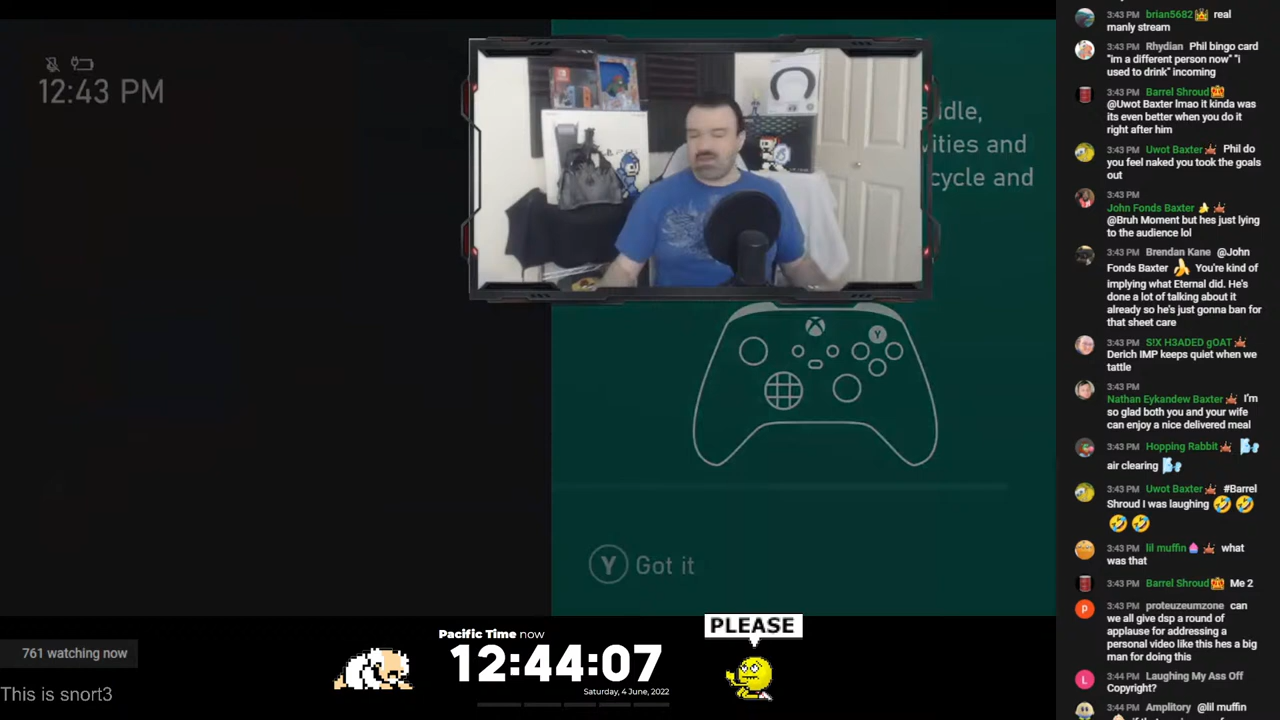 12:43 PM
s idle,
vities and
cycle and
Y
Y Got it
761 watching now
This is snort3
Pacific Time now
12:44:07
Saturday, 4 June, 2022
PLEASE
3:43 PM brian5682 real
manly stream
3:43 PM Rhydian Phil bingo card
"im a different person now" "i
used to drink" incoming
3:43 PM Barrel Shroud
@Uwot Baxter lmao it kinda was
its even better when you do it
right after him
3:43 PM Uwot Baxter Phil do
you feel naked you took the goals
out
3:43 PM
John Fonds Baxter
@Bruh Moment but hes just lying
to the audience lol
3:43 PM Brendan Kane @John
Fonds Baxter You're kind of
implying what Eternal did. He's
done a lot of talking about it
already so he's just gonna ban for
that sheet care
3:43 PM S!X H3ADED gOAT
Derich IMP keeps quiet when we
tattle
3:43 PM
Nathan Eykandew Baxter I'm
so glad both you and your wife
can enjoy a nice delivered meal
3:43 PM Hopping Rabbit
air clearing
3:43 PM Uwot Baxter #Barrel
Shroud I was laughing 🤣 🤣
🤣 🤣
3:43 PM lil muffin what
was that
3:43 PM Barrel Shroud Me 2
p
3:43 PM proteuzeumzone can
we all give dsp a round of
applause for addressing a
personal video like this hes a big
man for doing this
L
3:44 PM Laughing My Ass Off
Copyright?
3:44 PM Amplitory @lil muffin